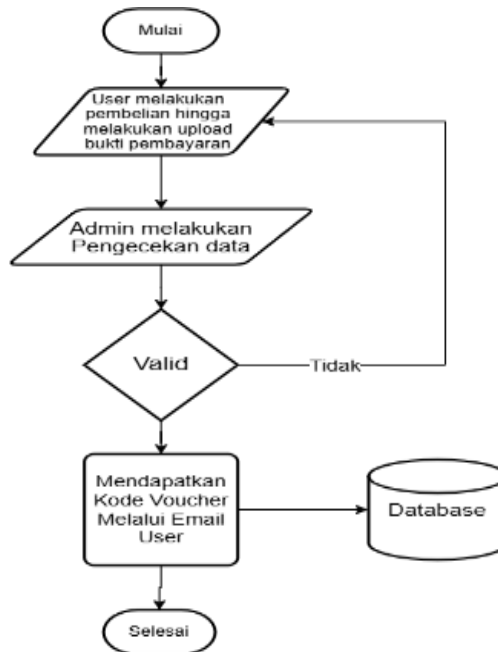 Mulai
User melakukan
pembelian hingga
melakukan upload
bukti pembayaran
Admin melakukan
Pengecekan data
Valid
Tidak
Mendapatkan
Kode Voucher
Melalui Email
User
Database
Selesai